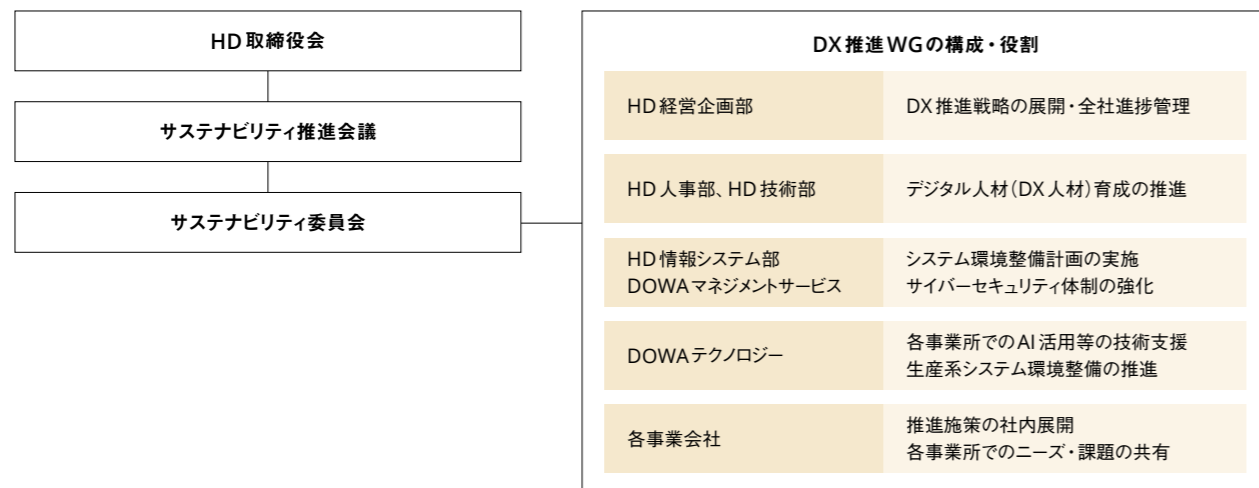 HD取締役会
サステナビリティ推進会議
サステナビリティ委員会
DX推進WGの構成・役割
HD経営企画部
DX推進戦略の展開・全社進捗管理
HD人事部、HD技術部
デジタル人材(DX人材)育成の推進
HD情報システム部
DOWAマネジメントサービス
システム環境整備計画の実施
サイバーセキュリティ体制の強化
DOWAテクノロジー
各事業所でのAI活用等の技術支援
生産系システム環境整備の推進
各事業会社
推進施策の社内展開
各事業所でのニーズ・課題の共有